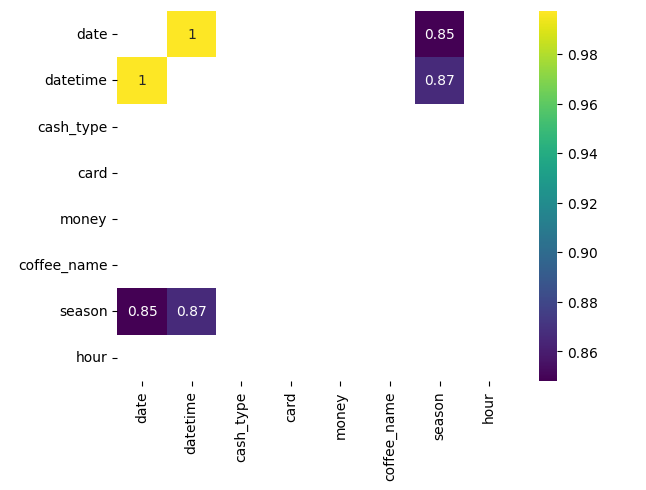 date
datetime
cash_type
card
money
coffee_name
season
hour
1
0.85
1
0.87
0.85
0.87
date
datetime
cash_type
card
money
coffee_name
season
hour
0.98
0.96
0.94
0.92
0.90
0.88
0.86